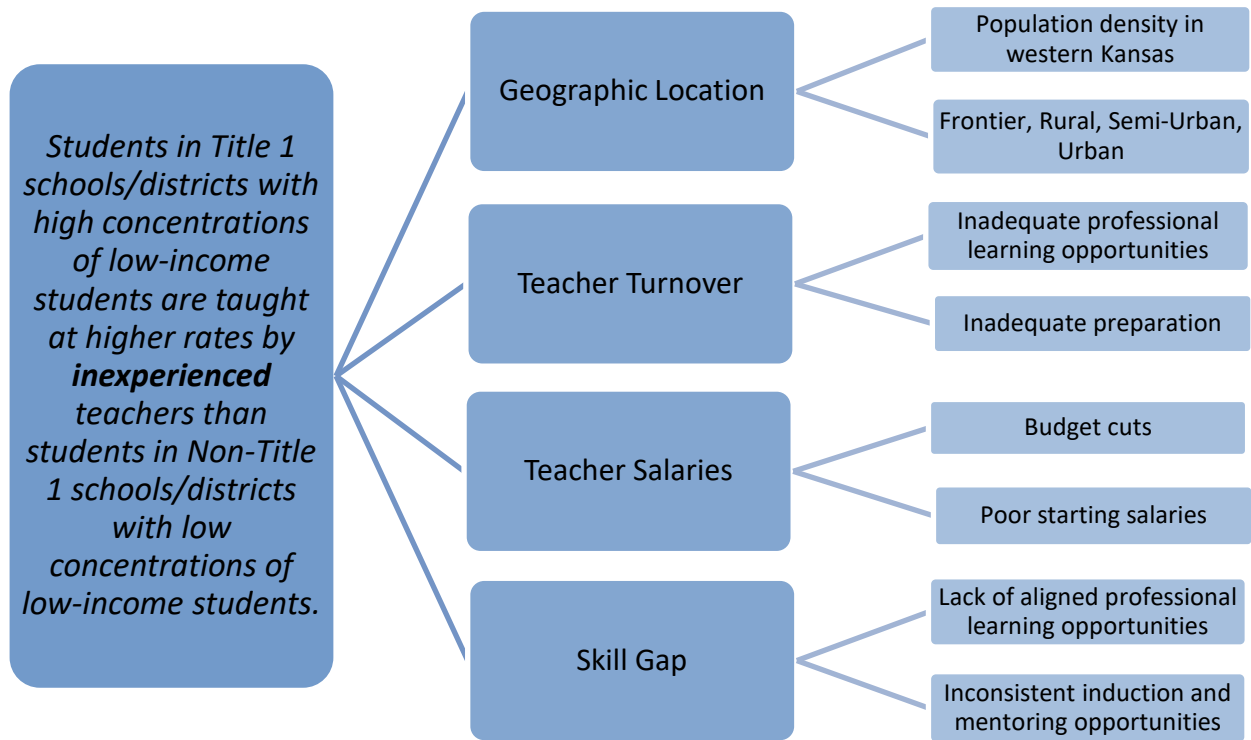 Students in Title 1
schools/districts with
high concentrations
of low-income
students are taught
at higher rates by
inexperienced
teachers than
students in Non-Title
1 schools/districts
with low
concentrations of
low-income students.
Geographic Location
Population density in
western Kansas
Frontier, Rural, Semi-Urban,
Urban
Teacher Turnover
Inadequate professional
learning opportunities
Inadequate preparation
Teacher Salaries
Budget cuts
Poor starting salaries
Skill Gap
Lack of aligned professional
learning opportunities
Inconsistent induction and
mentoring opportunities